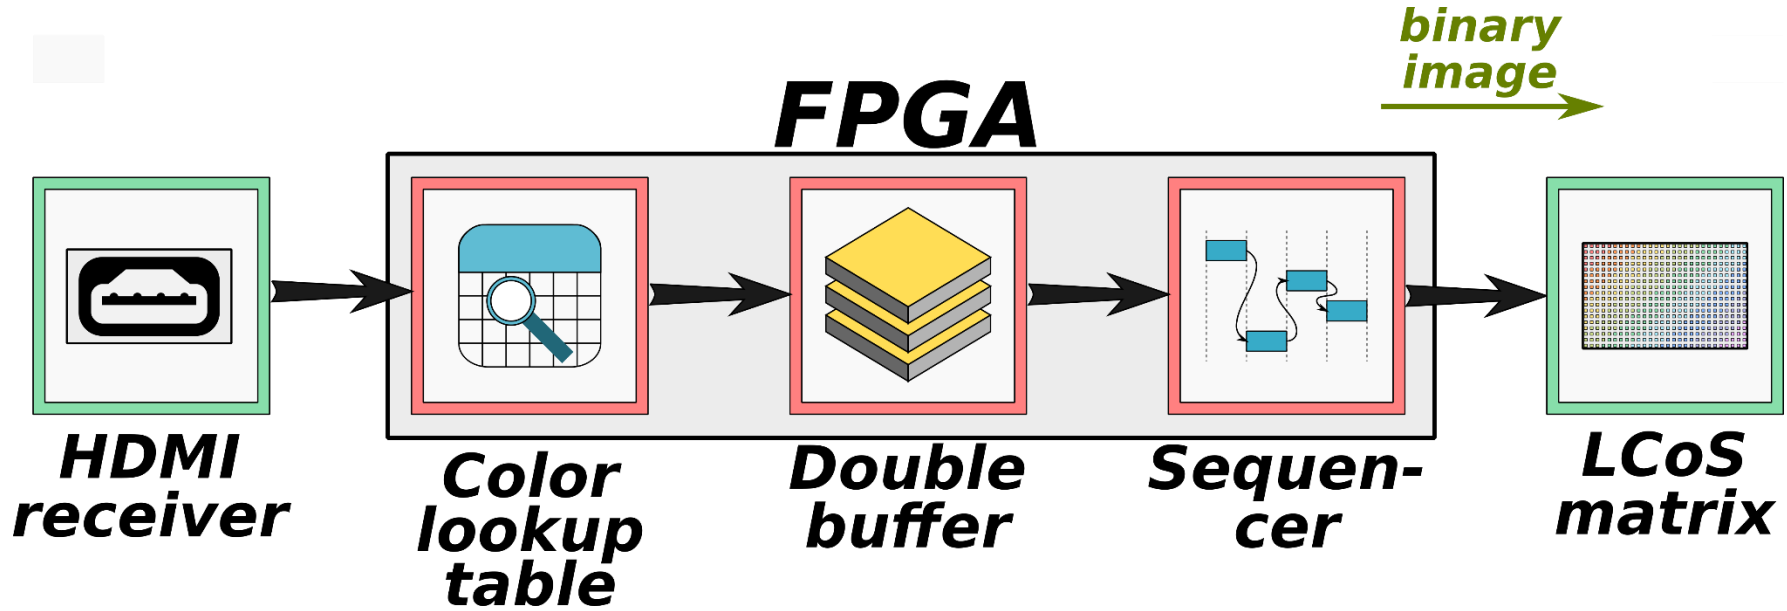 binary
image
FPGA
HDMI
receiver
Color
lookup
table
Double
buffer
Sequen-
cer
LCoS
matrix